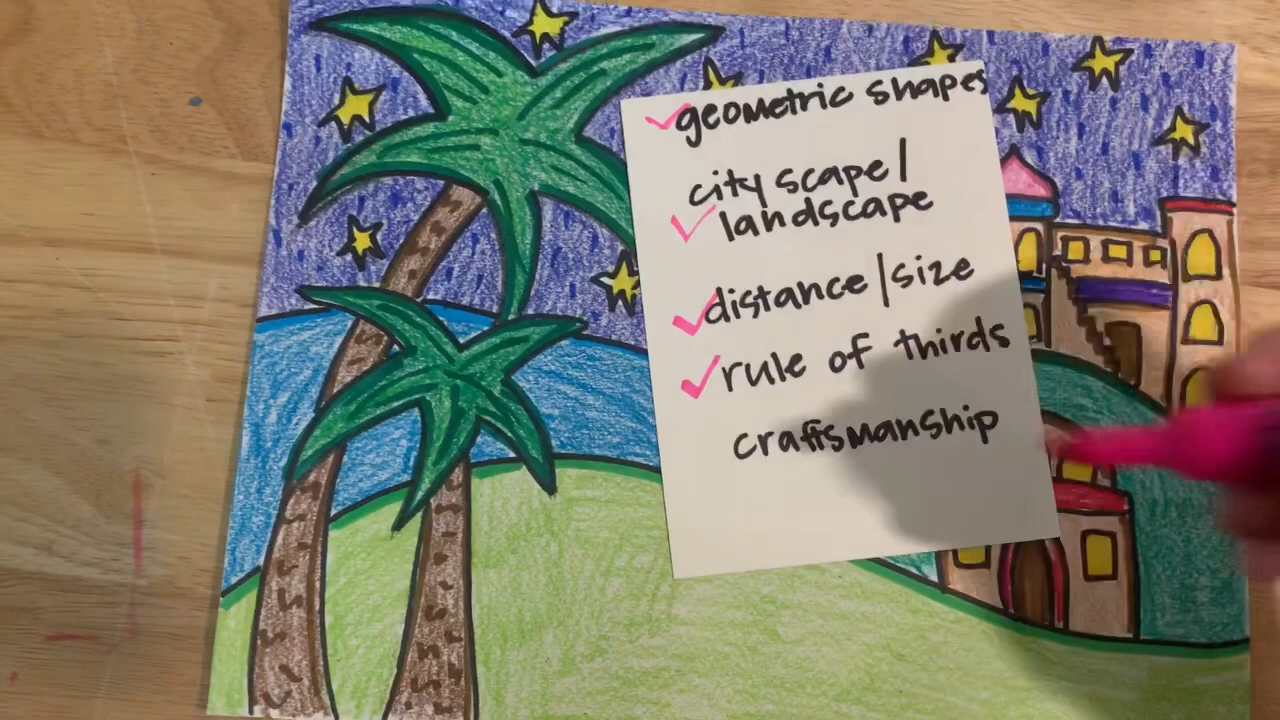 geometric shapes
city scape/
landscape
distance/size
rule of thirds
craftsmanship